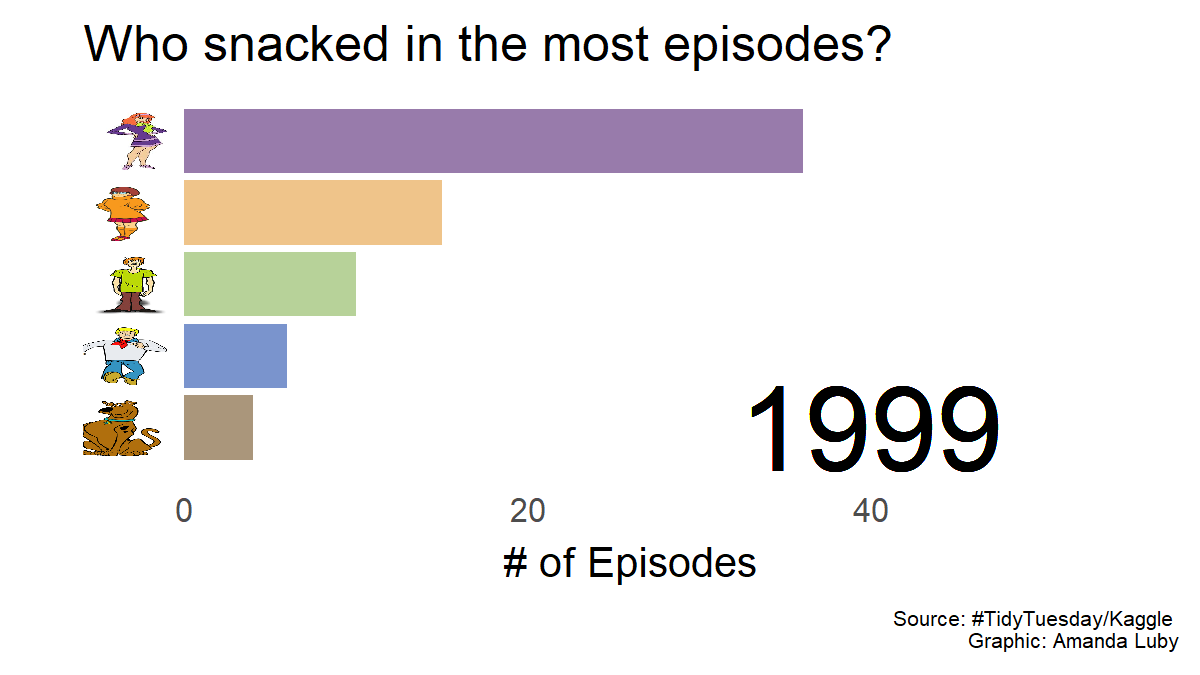 Who snacked in the most episodes?
1999
0 20 40
# of Episodes
Source: #TidyTuesday/Kaggle
Graphic: Amanda Luby